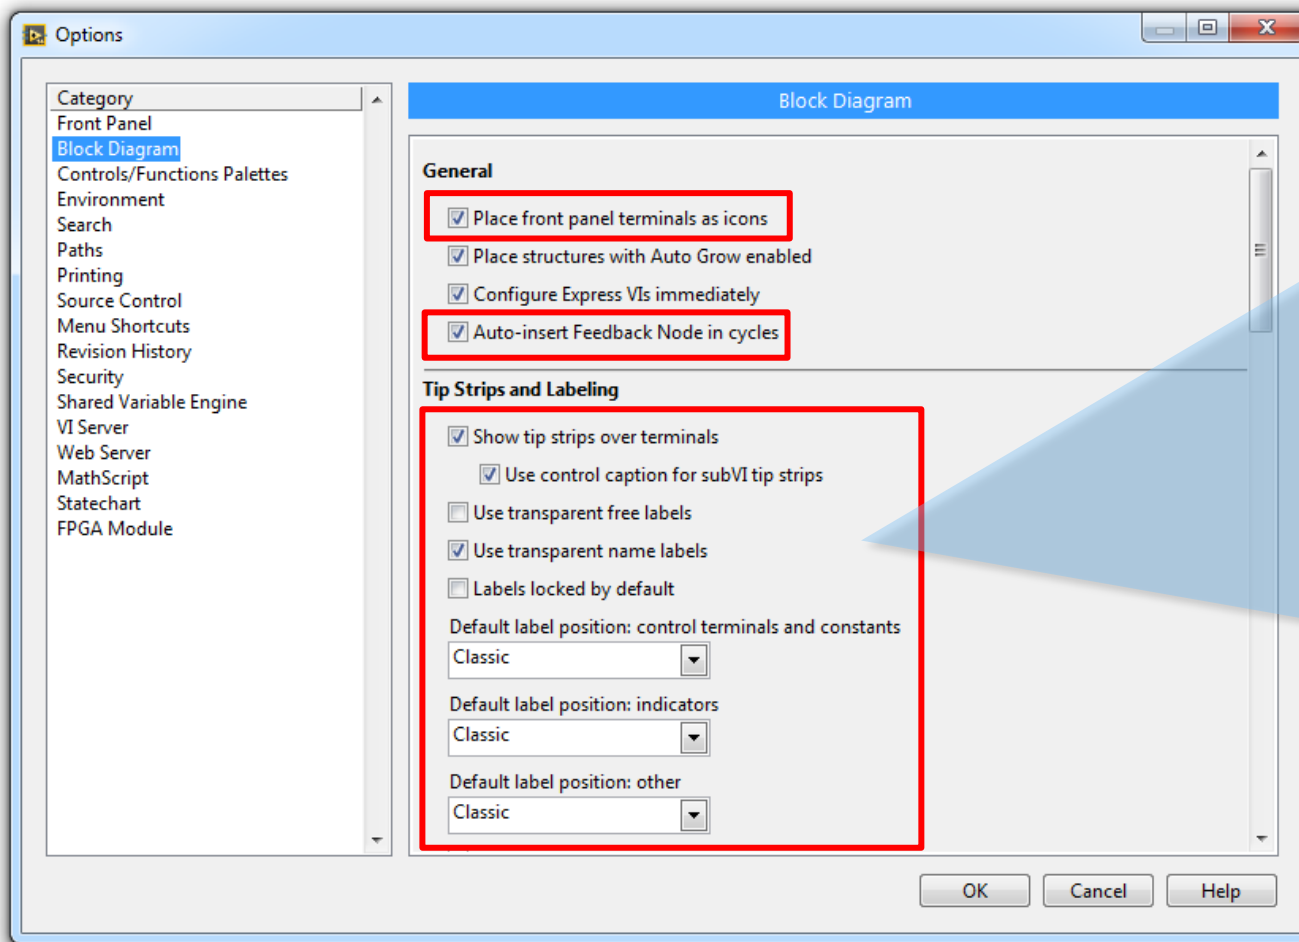 Options
Category
Front Panel
Block Diagram
Controls/Functions Palettes
Environment
Search
Paths
Printing
Source Control
Menu Shortcuts
Revision History
Security
Shared Variable Engine
VI Server
Web Server
MathScript
Statechart
FPGA Module
Block Diagram
General
Place front panel terminals as icons
Place structures with Auto Grow enabled
Configure Express VIs immediately
Auto-insert Feedback Node in cycles
Tip Strips and Labeling
Show tip strips over terminals
Use control caption for subVI tip strips
Use transparent free labels
Use transparent name labels
Labels locked by default
Default label position: control terminals and constants
Classic
Default label position: indicators
Classic
Default label position: other
Classic
OK Cancel Help